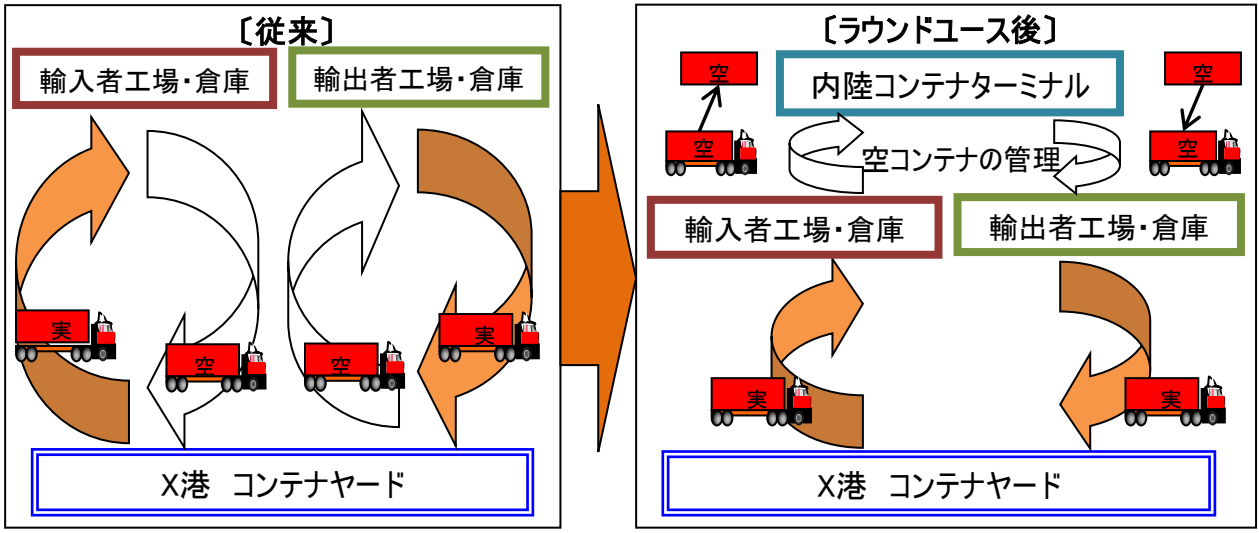 〔従来〕
輸入者工場・倉庫
輸出者工場・倉庫
実
空
空
実
X港 コンテナヤード
〔ラウンドユース後〕
空
内陸コンテナターミナル
空
空
空コンテナの管理
空
輸入者工場・倉庫
輸出者工場・倉庫
実
実
X港 コンテナヤード